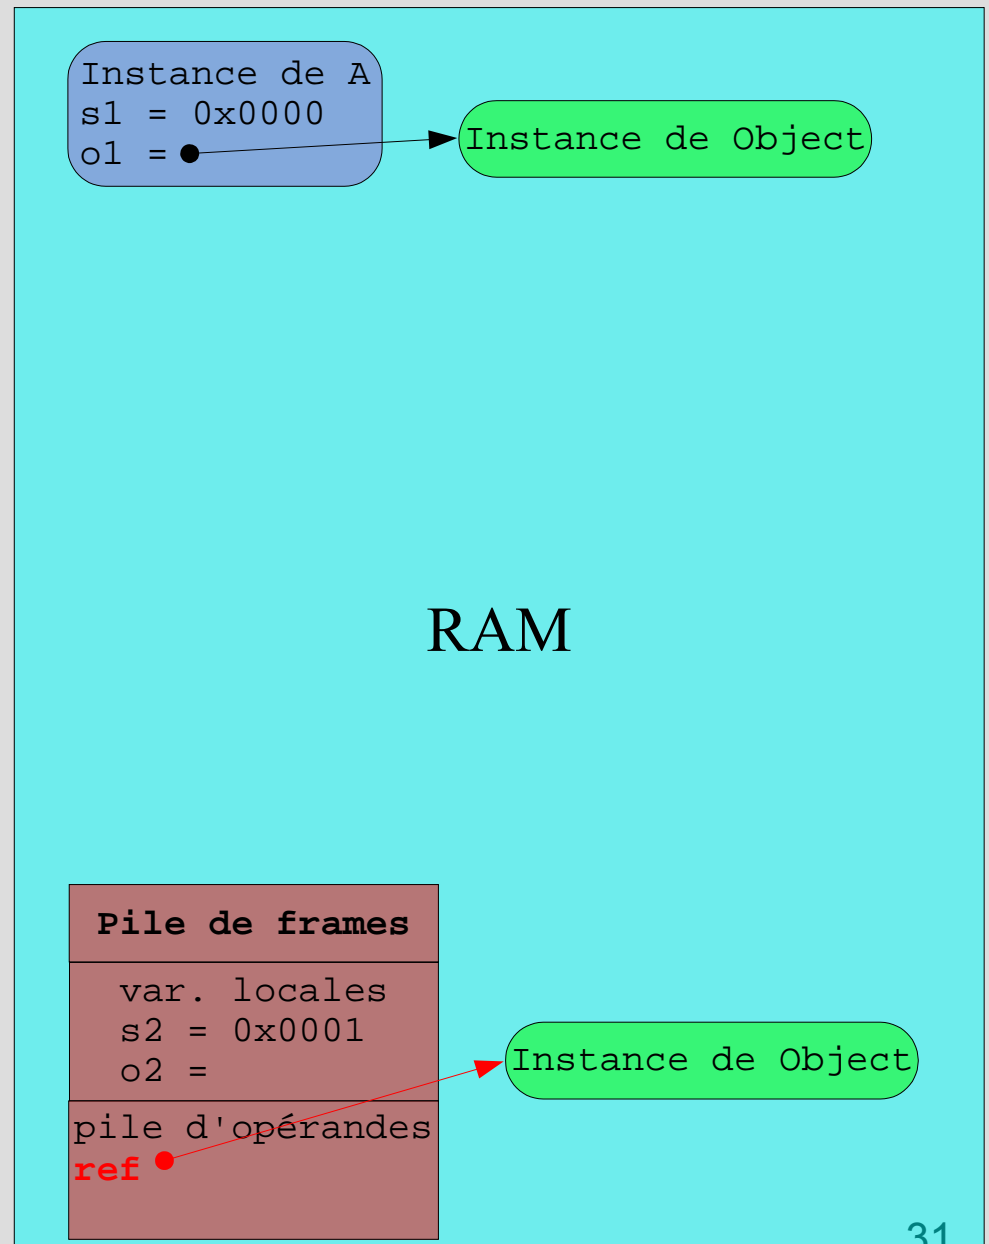 Instance de A
s1 = 0x0000
o1 =
Instance de Object
RAM
Pile de frames
var. locales
s2 = 0x0001
o2 =
Instance de Object
pile d'opérandes
ref
31